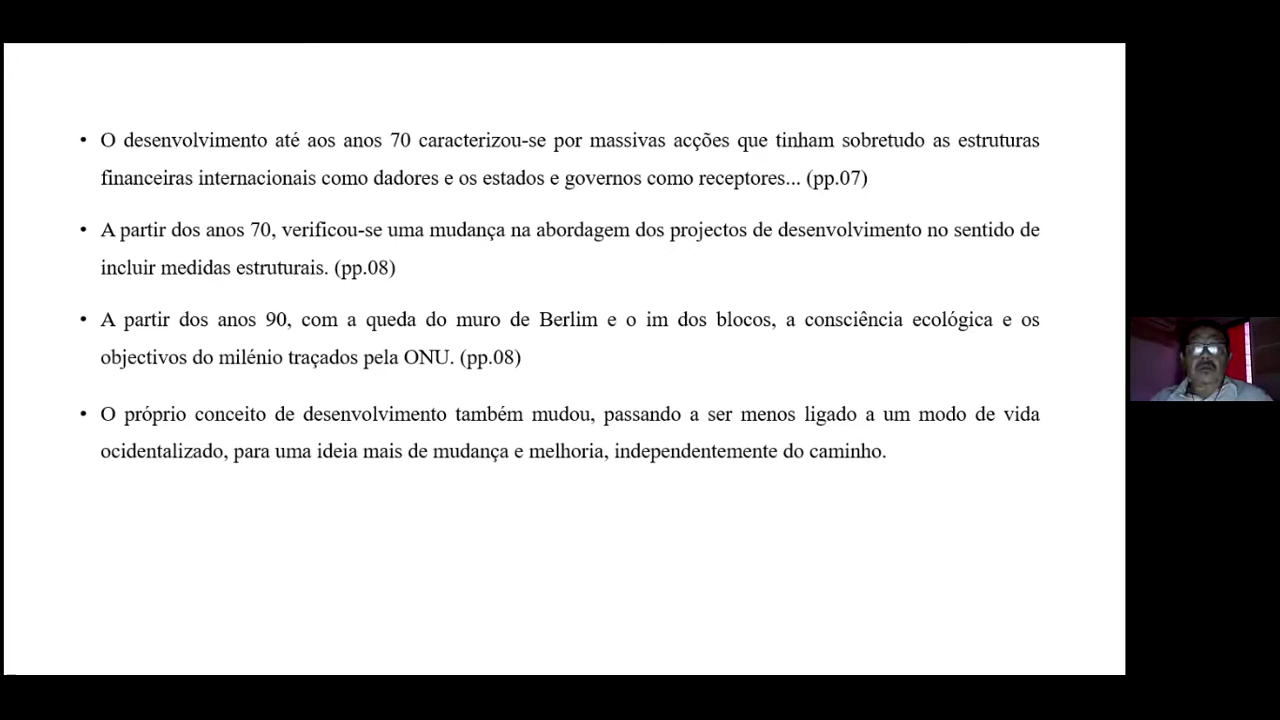 • O desenvolvimento até aos anos 70 caracterizou-se por massivas acções que tinham sobretudo as estruturas
financeiras internacionais como dadores e os estados e governos como receptores... (pp.07)
• A partir dos anos 70, verificou-se uma mudança na abordagem dos projectos de desenvolvimento no sentido de
incluir medidas estruturais. (pp.08)
• A partir dos anos 90, com a queda do muro de Berlim e o im dos blocos, a consciência ecológica e os
objectivos do milénio traçados pela ONU. (pp.08)
• O próprio conceito de desenvolvimento também mudou, passando a ser menos ligado a um modo de vida
ocidentalizado, para uma ideia mais de mudança e melhoria, independentemente do caminho.